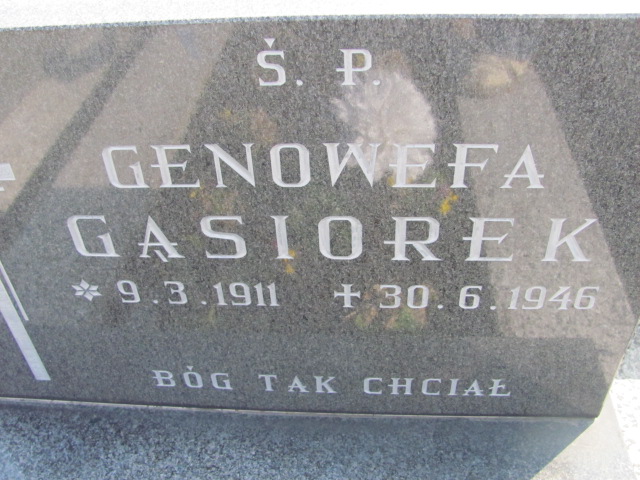 Ś. P.
GENOWEFA
GĄSIOREK
* 9.3.1911 ✝ 30.6.1946
BÓG TAK CHCIAŁ